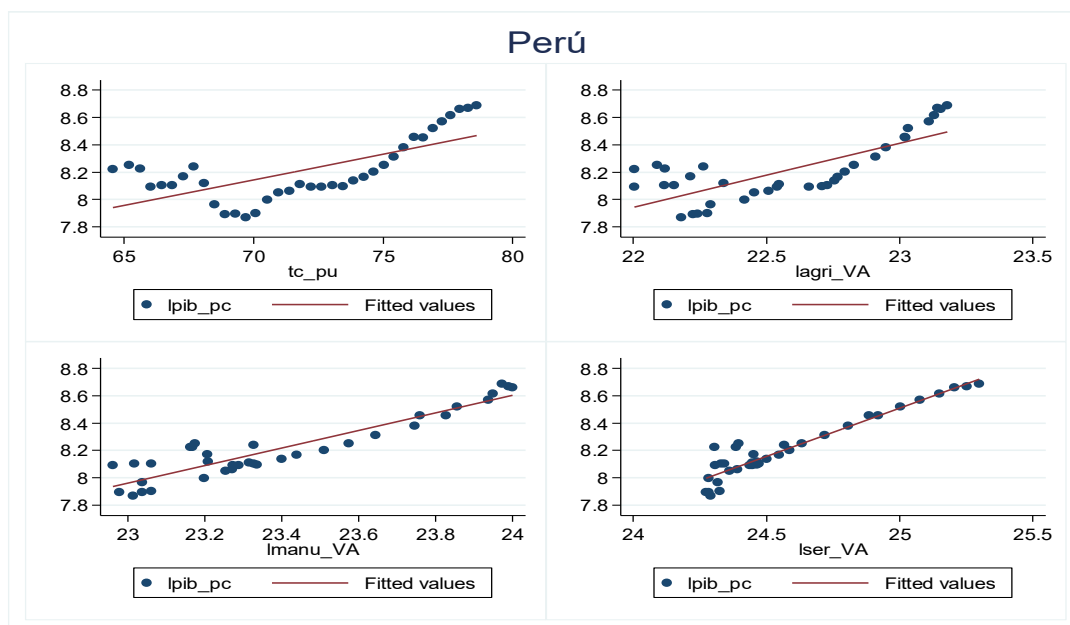 Perú
8.8
8.6
8.4
8.2
8
7.8
65 70 75 80
tc_pu
lpib_pc Fitted values
8.8
8.6
8.4
8.2
8
7.8
22 22.5 23 23.5
lagri_VA
lpib_pc Fitted values
8.8
8.6
8.4
8.2
8
7.8
23 23.2 23.4 23.6 23.8 24
lmanu_VA
lpib_pc Fitted values
8.8
8.6
8.4
8.2
8
7.8
24 24.5 25 25.5
lser_VA
lpib_pc Fitted values